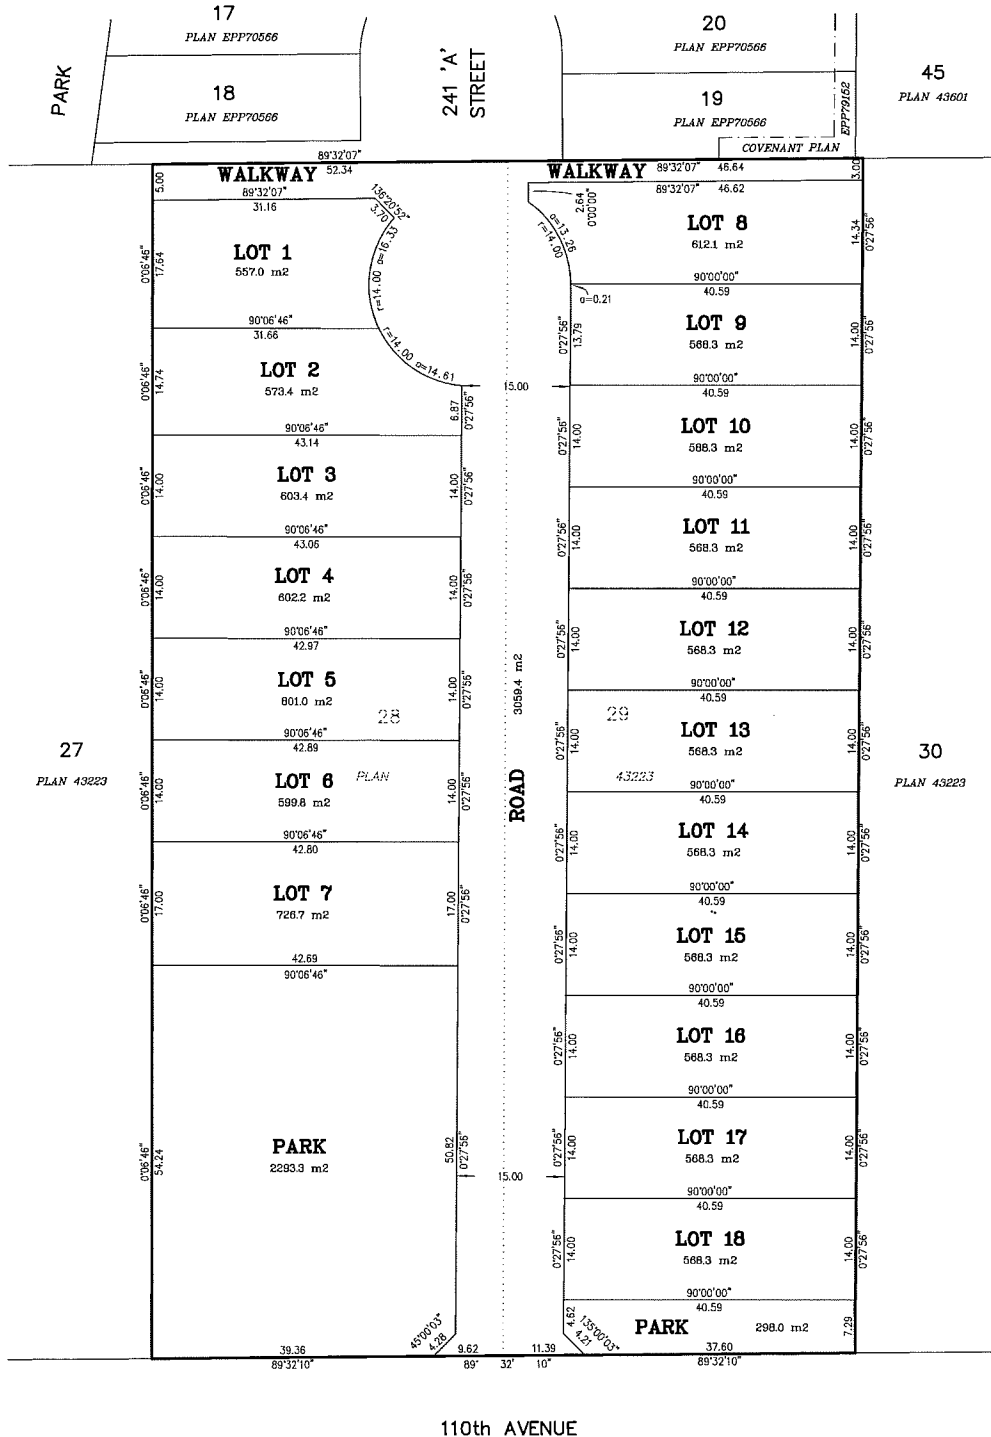 17
PLAN EPP70566
20
PLAN EPP70566
PARK
18
PLAN EPP70566
241 'A'
STREET
19
PLAN EPP70566
EPP79152
45
PLAN 43601
COVENANT PLAN
89°32'07"
52.34
WALKWAY
5.00
89°32'07"
31.16
136°20'52"
3.70
WALKWAY
89°32'07" 46.64
89°32'07" 46.62
3.00
2.64
0°00'00"
LOT 1
557.0 m2
0°06'46"
17.64
r=14.00 a=16.33
90°06'46"
31.66
a=13.26
r=14.00
LOT 8
612.1 m2
14.34
0°27'56"
90°00'00"
40.59
a=0.21
LOT 2
573.4 m2
0°06'46"
14.74
r=14.00 a=14.61
6.87
0°27'56"
90°06'46"
43.14
15.00
0°27'56"
13.79
LOT 9
568.3 m2
14.00
0°27'56"
90°00'00"
40.59
LOT 3
603.4 m2
0°06'46"
14.00
14.00
0°27'56"
90°06'46"
43.06
0°27'56"
14.00
LOT 10
568.3 m2
14.00
0°27'56"
90°00'00"
40.59
LOT 4
602.2 m2
0°06'46"
14.00
14.00
0°27'56"
90°06'46"
42.97
0°27'56"
14.00
LOT 11
568.3 m2
14.00
0°27'56"
90°00'00"
40.59
LOT 5
601.0 m2
0°06'46"
14.00
14.00
0°27'56"
28
90°06'46"
42.89
0°27'56"
14.00
LOT 12
568.3 m2
14.00
0°27'56"
90°00'00"
40.59
3059.4 m2
ROAD
27
PLAN 43223
LOT 6
599.8 m2
PLAN
0°06'46"
14.00
14.00
0°27'56"
90°06'46"
42.80
29
0°27'56"
14.00
LOT 13
568.3 m2
43223
14.00
0°27'56"
90°00'00"
40.59
30
PLAN 43223
LOT 7
726.7 m2
0°06'46"
17.00
17.00
0°27'56"
42.69
90°06'46"
0°27'56"
14.00
LOT 14
568.3 m2
14.00
0°27'56"
90°00'00"
40.59
0°27'56"
14.00
LOT 15
568.3 m2
14.00
0°27'56"
90°00'00"
40.59
0°27'56"
14.00
LOT 16
568.3 m2
14.00
0°27'56"
90°00'00"
40.59
PARK
2293.3 m2
0°06'46"
54.24
50.82
0°27'56"
15.00
0°27'56"
14.00
LOT 17
568.3 m2
14.00
0°27'56"
90°00'00"
40.59
0°27'56"
14.00
LOT 18
568.3 m2
14.00
0°27'56"
90°00'00"
40.59
45°00'03"
4.28
4.62
135°00'03"
4.21
PARK
298.0 m2
7.29
39.36
89°32'10"
9.62
11.39
89° 32' 10"
37.60
89°32'10"
110th AVENUE